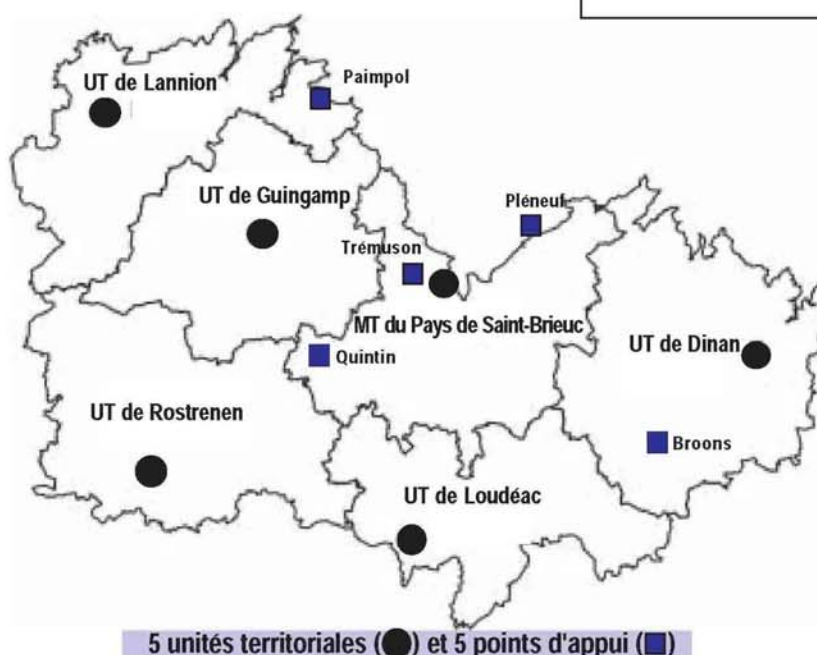 UT de Lannion
Paimpol
UT de Guingamp
Pléneuf
Trémuson
MT du Pays de Saint-Brieuc
UT de Dinan
Quintin
UT de Rostrenen
Broons
UT de Loudéac
5 unités territoriales (●) et 5 points d'appui (■)